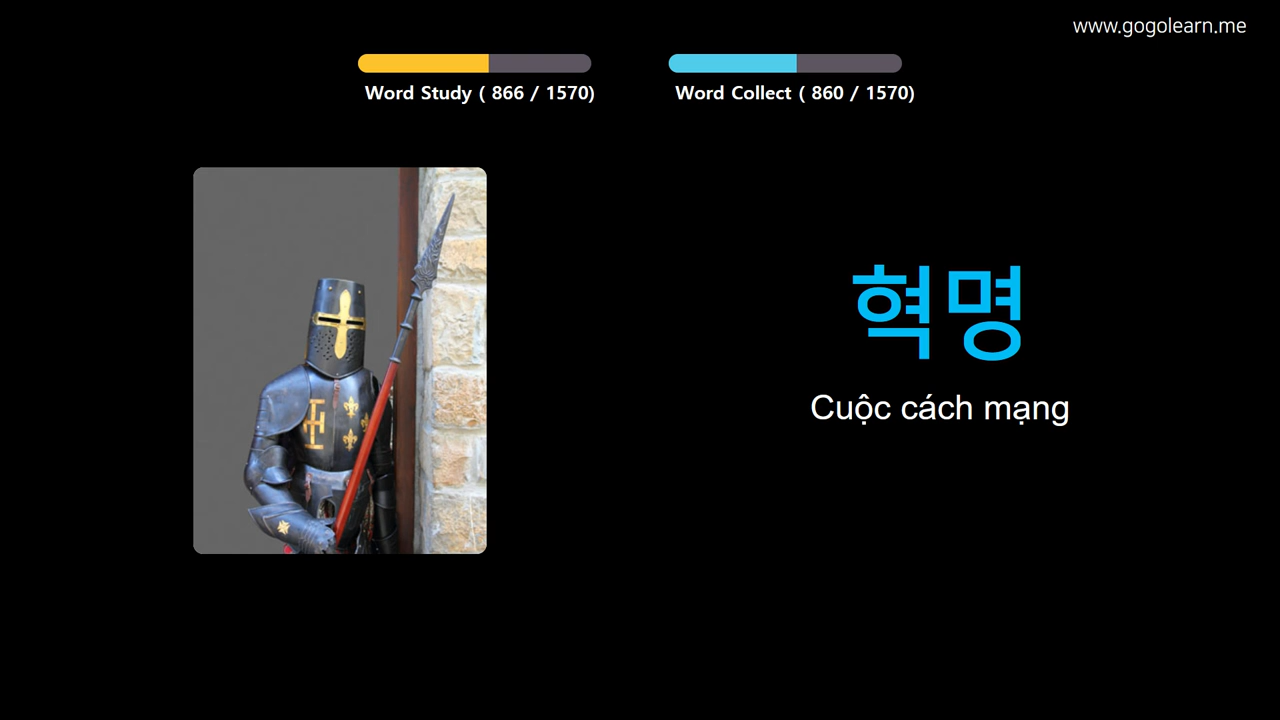 www.gogolearn.me
Word Study ( 866 / 1570)
Word Collect ( 860 / 1570)
혁명
Cuộc cách mạng